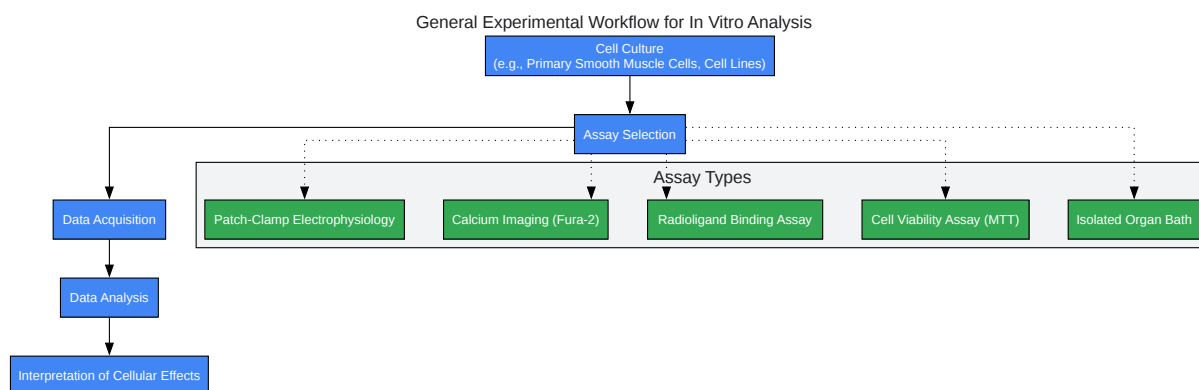 General Experimental Workflow for In Vitro Analysis
Cell Culture
(e.g., Primary Smooth Muscle Cells, Cell Lines)
Assay Selection
Assay Types
Data Acquisition
Patch-Clamp Electrophysiology
Calcium Imaging (Fura-2)
Radioligand Binding Assay
Cell Viability Assay (MTT)
Isolated Organ Bath
Data Analysis
Interpretation of Cellular Effects